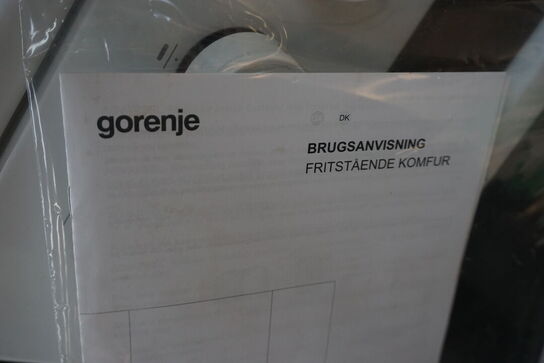 gorenje
DK
BRUGSANVISNING
FRITSTÅENDE KOMFUR